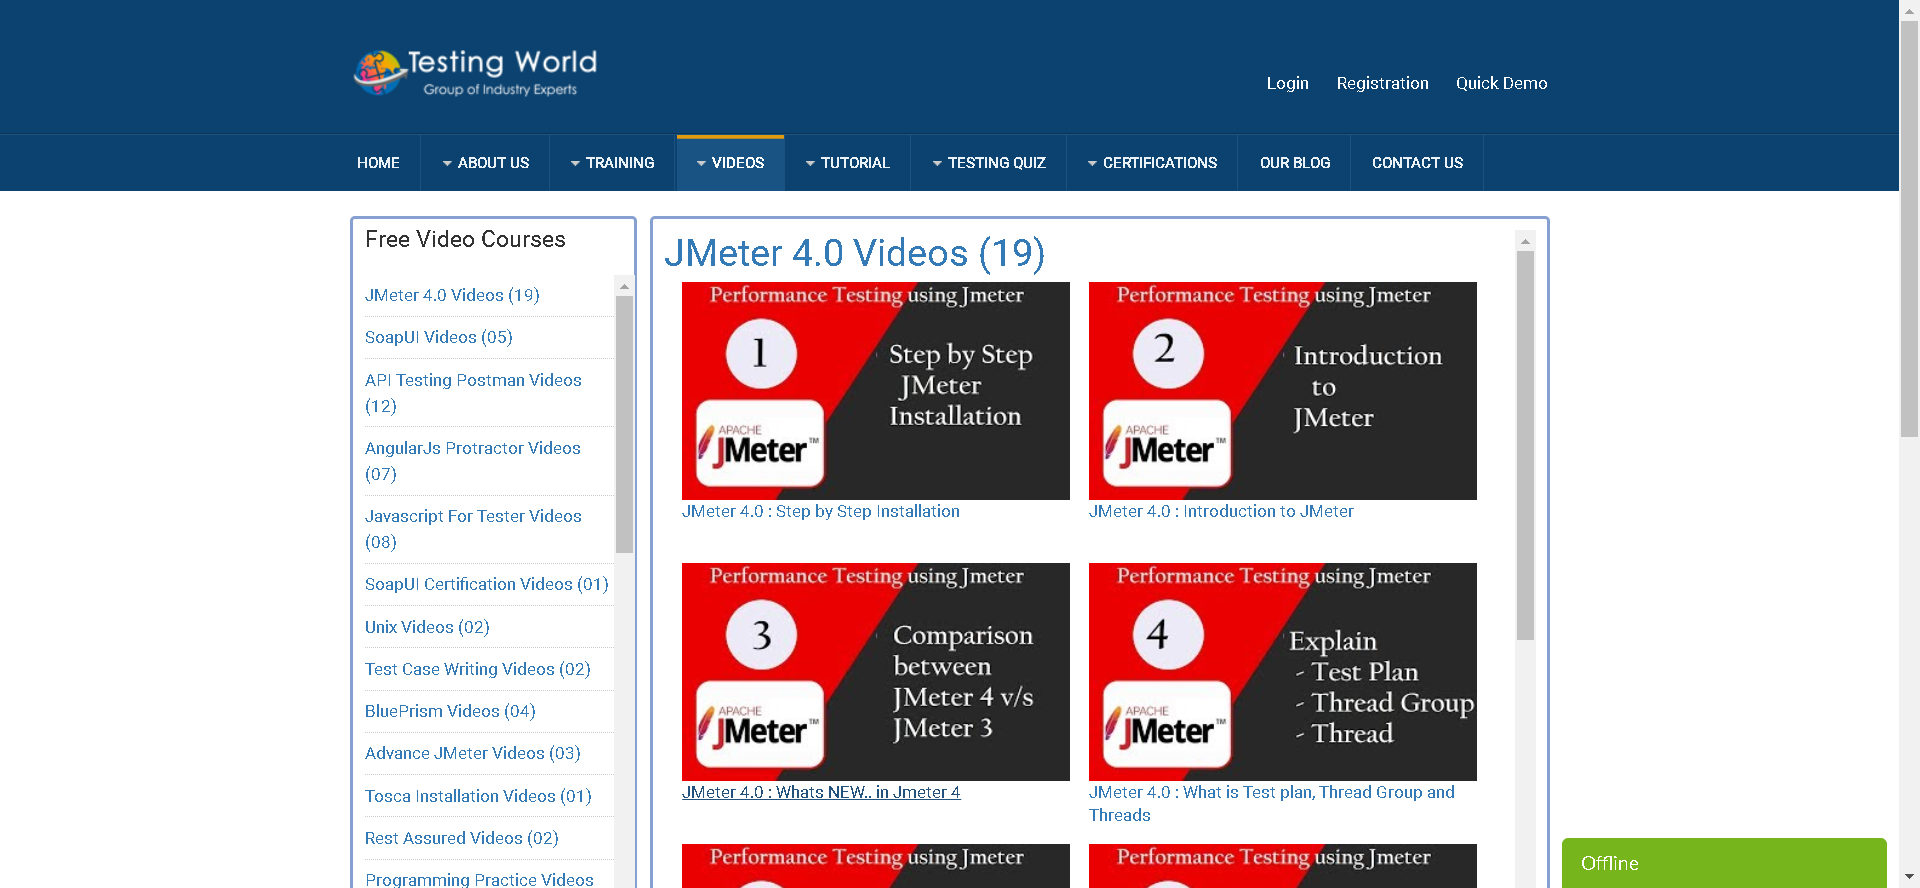 Testing World
Group of Industry Experts
Login
Registration
Quick Demo
HOME
ABOUT US
TRAINING
VIDEOS
TUTORIAL
TESTING QUIZ
CERTIFICATIONS
OUR BLOG
CONTACT US
Free Video Courses
JMeter 4.0 Videos (19)
SoapUI Videos (05)
API Testing Postman Videos
(12)
AngularJs Protractor Videos
(07)
Javascript For Tester Videos
(08)
SoapUI Certification Videos (01)
Unix Videos (02)
Test Case Writing Videos (02)
BluePrism Videos (04)
Advance JMeter Videos (03)
Tosca Installation Videos (01)
Rest Assured Videos (02)
Programming Practice Videos
JMeter 4.0 Videos (19)
Performance Testing using Jmeter
1
Step by Step
JMeter
Installation
APACHE
JMeter™
JMeter 4.0 : Step by Step Installation
Performance Testing using Jmeter
2
Introduction
to
JMeter
APACHE
JMeter™
JMeter 4.0 : Introduction to JMeter
Performance Testing using Jmeter
3
Comparison
between
JMeter 4 v/s
JMeter 3
APACHE
JMeter™
JMeter 4.0 : Whats NEW.. in Jmeter 4
Performance Testing using Jmeter
4
Explain
- Test Plan
- Thread Group
- Thread
APACHE
JMeter™
JMeter 4.0 : What is Test plan, Thread Group and
Threads
Performance Testing using Jmeter
Performance Testing using Jmeter
Offline